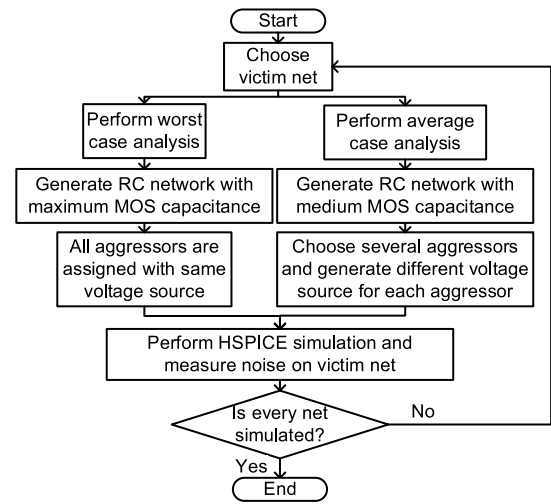 Start
Choose
victim net
Perform worst
case analysis
Perform average
case analysis
Generate RC network with
maximum MOS capacitance
Generate RC network with
medium MOS capacitance
All aggressors are
assigned with same
voltage source
Choose several aggressors
and generate different voltage
source for each aggressor
Perform HSPICE simulation and
measure noise on victim net
Is every net
simulated?
No
Yes
End